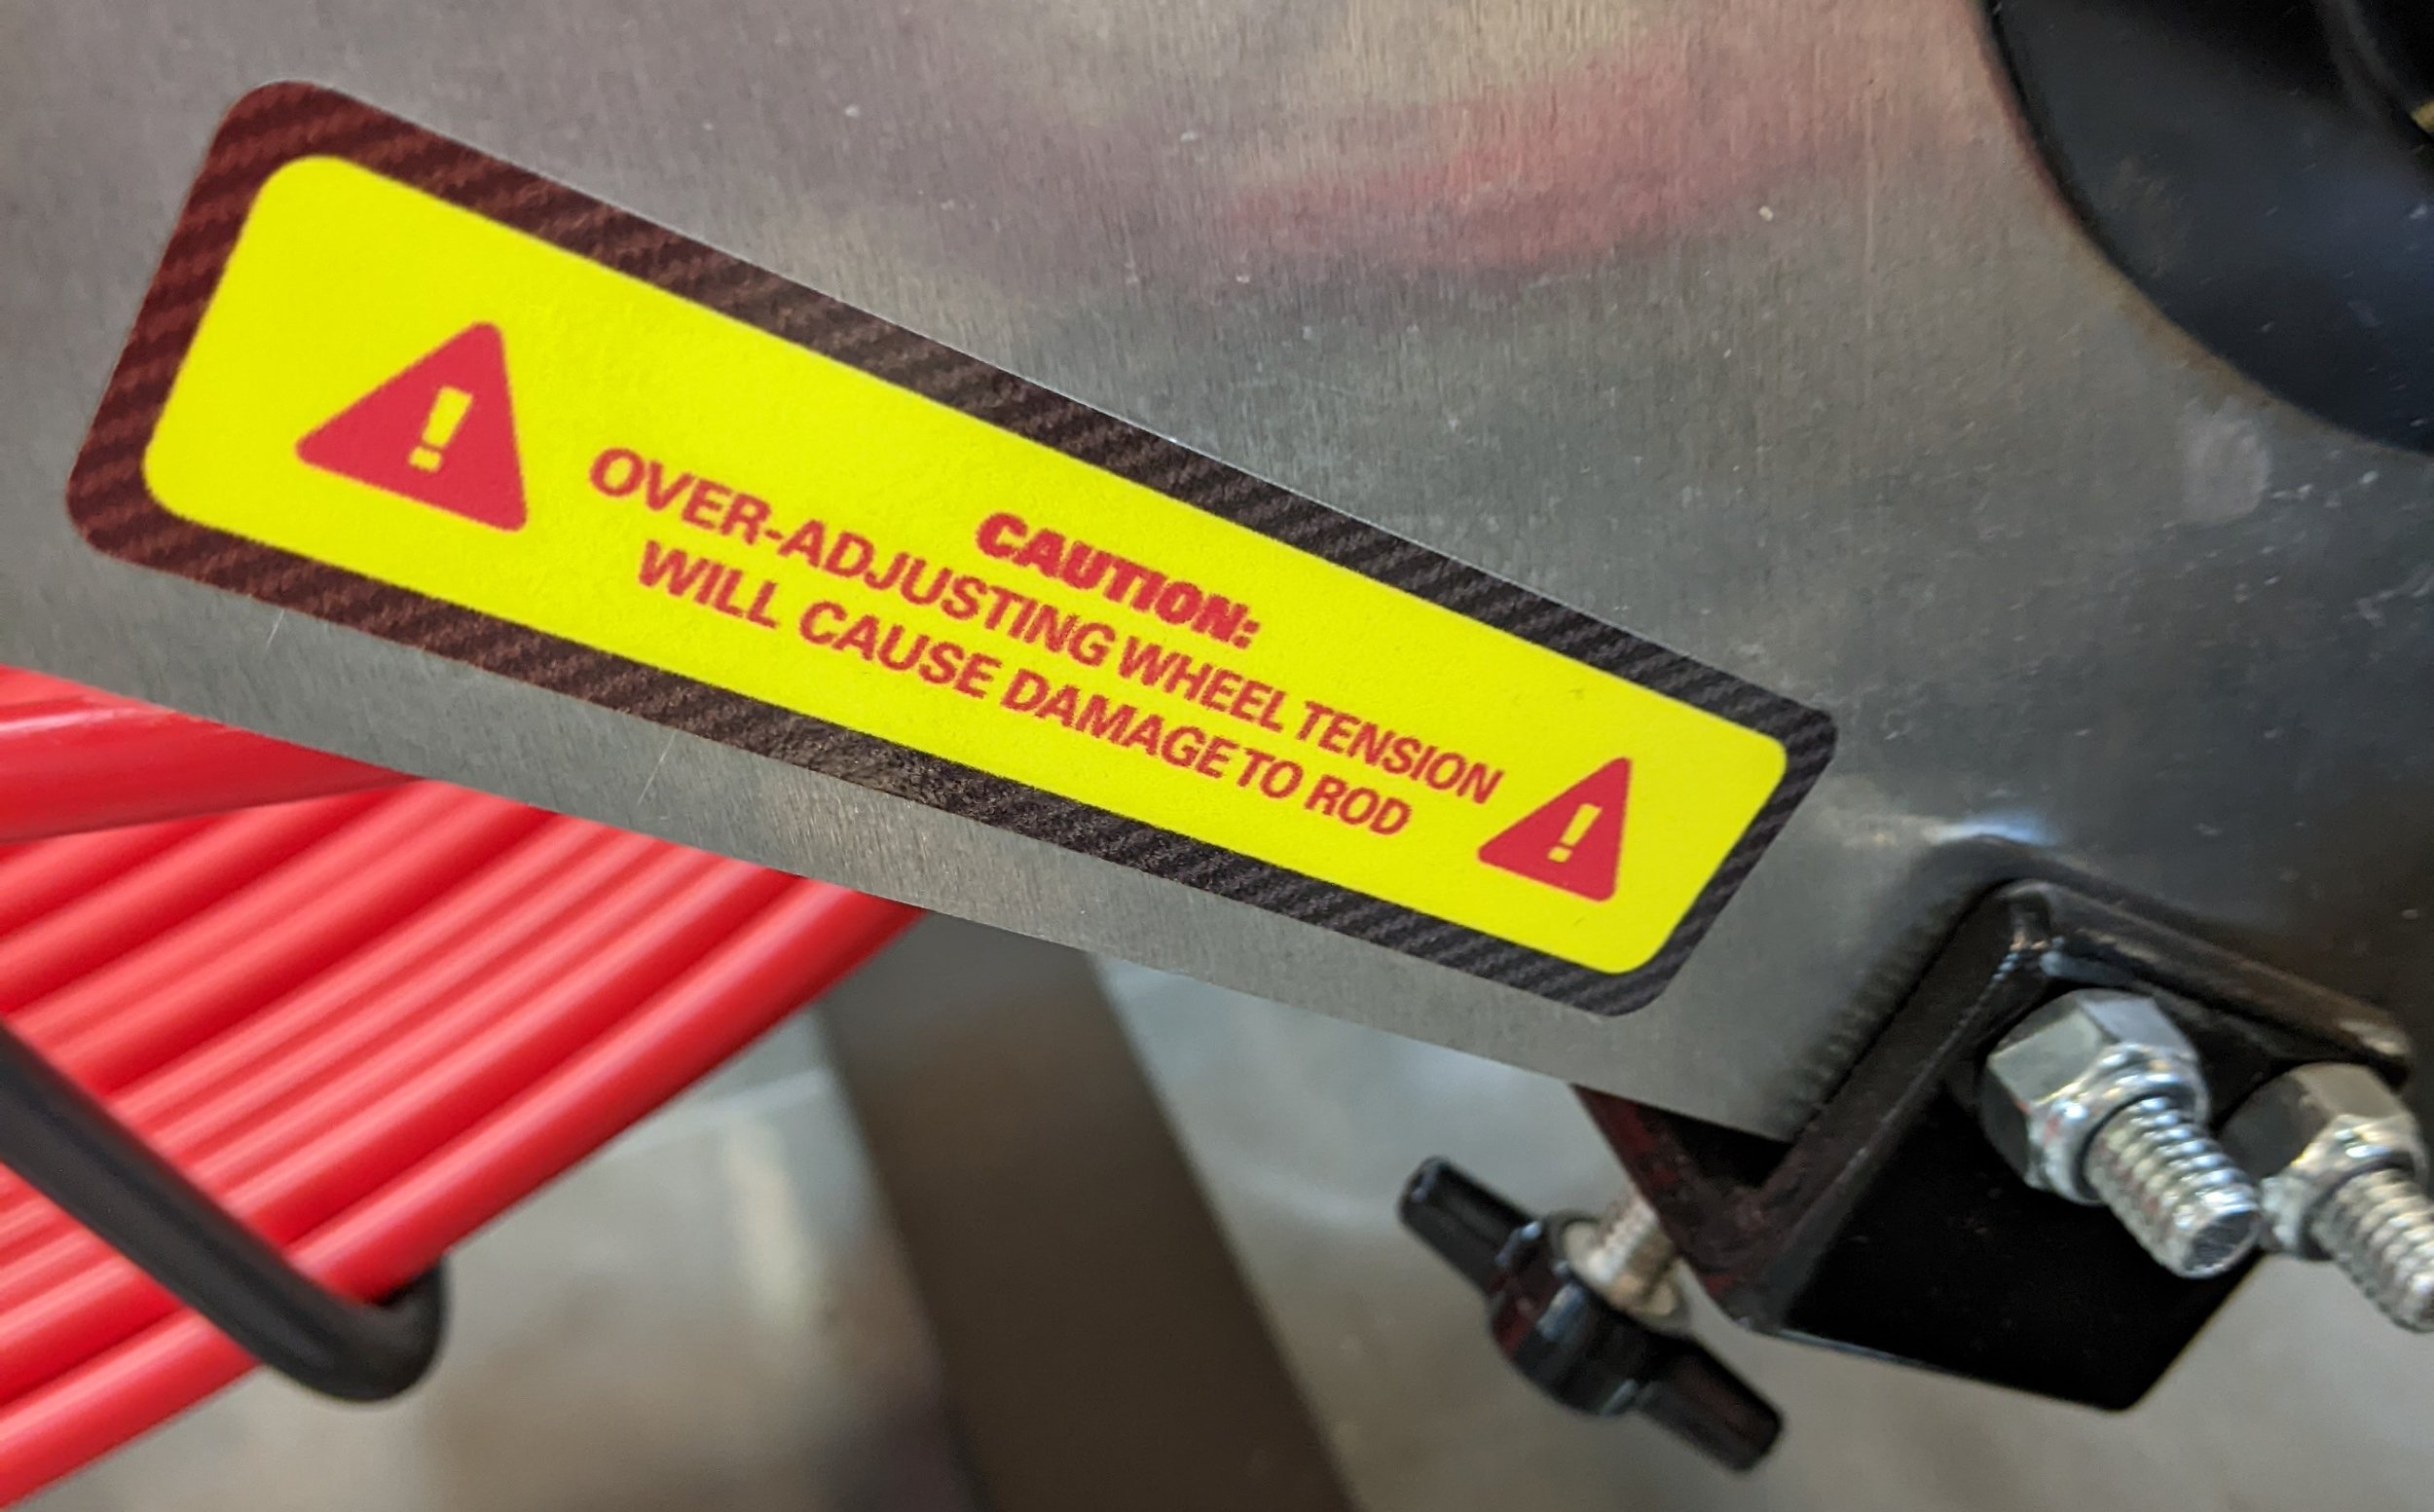 CAUTION:
OVER-ADJUSTING WHEEL TENSION
WILL CAUSE DAMAGE TO ROD